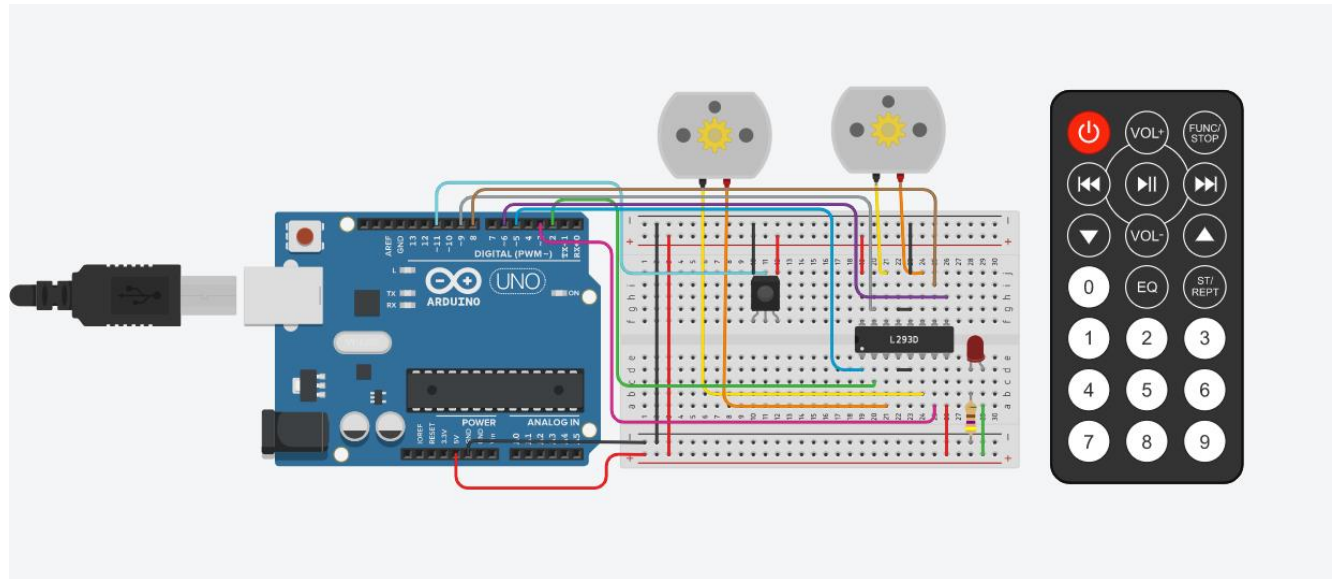 AREF
GND
13
12
~11
~10
~9
8
7
~6
~5
4
2
TX→1
RX←0
DIGITAL (PWM~)
L
TX
RX
ARDUINO
UNO
ON
IOREF
RESET
3.3V
5V
GND
GND
Vin
POWER
ANALOG IN
A0
A1
A2
A3
A4
A5
L293D
VOL+
FUNC/
STOP
VOL-
0
EQ
ST/
REPT
1
2
3
4
5
6
7
8
9